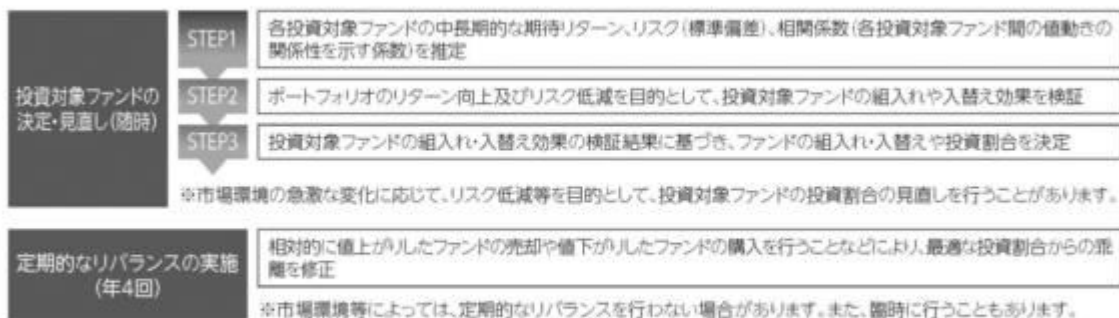 投資対象ファンドの
決定・見直し(随時)
STEP1
各投資対象ファンドの中長期的な期待リターン、リスク(標準偏差)、相関係数(各投資対象ファンド間の値動きの
関係性を示す係数)を推定
STEP2
ポートフォリオのリターン向上及びリスク低減を目的として、投資対象ファンドの組入れや入替え効果を検証
STEP3
投資対象ファンドの組入れ・入替え効果の検証結果に基づき、ファンドの組入れ・入替えや投資割合を決定
※市場環境の急激な変化に応じて、リスク低減等を目的として、投資対象ファンドの投資割合の見直しを行うことがあります。
定期的なリバランスの実施
(年4回)
相対的に値上がりしたファンドの売却や値下がりしたファンドの購入を行うことなどにより、最適な投資割合からの乖
離を修正
※市場環境等によっては、定期的なリバランスを行わない場合があります。また、臨時に行うこともあります。